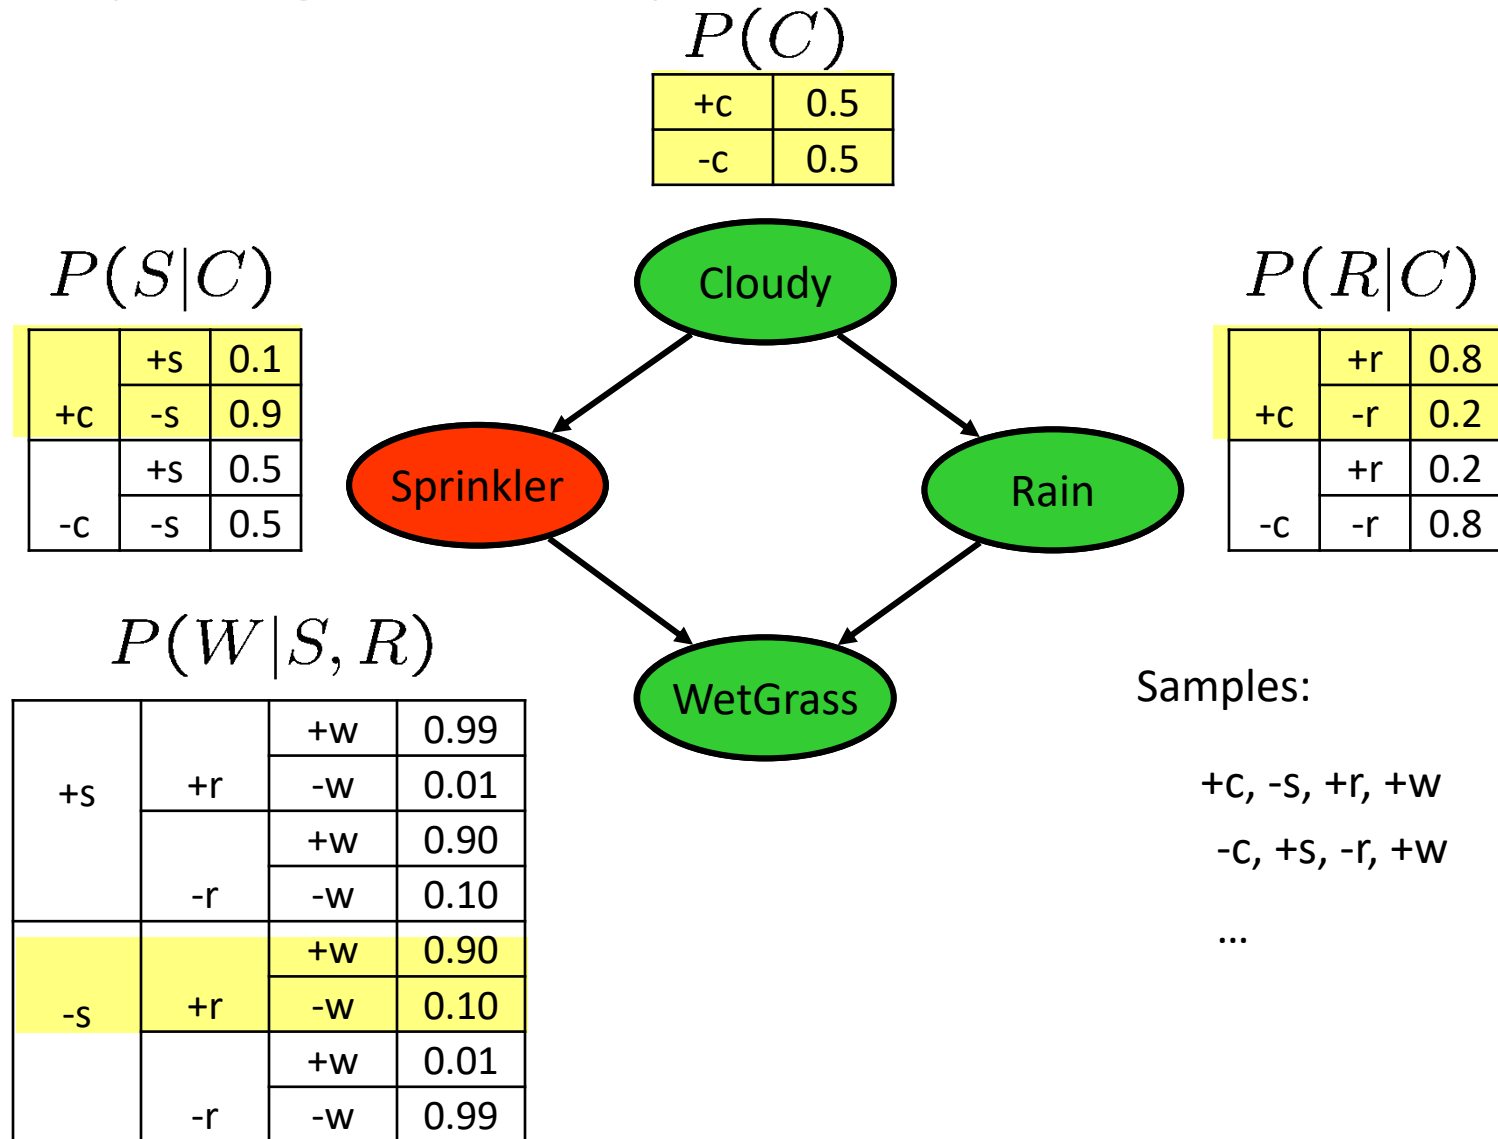 P(C)
+c 0.5
-c 0.5
P(S|C)
+s 0.1
+c -s 0.9
+s 0.5
-c -s 0.5
Cloudy
P(R|C)
+r 0.8
+c -r 0.2
+r 0.2
-c -r 0.8
Sprinkler
Rain
P(W|S, R)
+w 0.99
+s +r -w 0.01
+w 0.90
-r -w 0.10
+w 0.90
-s +r -w 0.10
+w 0.01
-r -w 0.99
WetGrass
Samples:
+c, -s, +r, +w
-c, +s, -r, +w
...